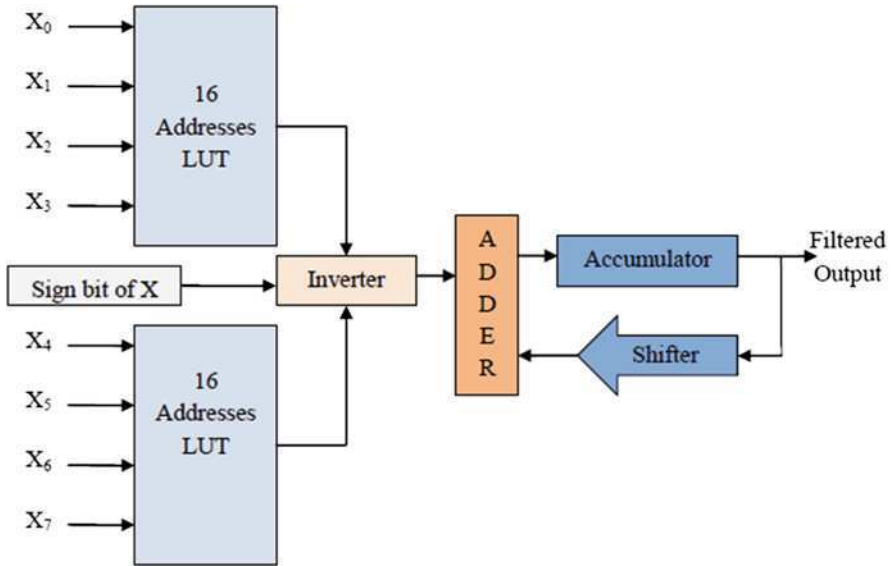 X0
X1
X2
X3
16
Addresses
LUT
Sign bit of X
Inverter
A
D
D
E
R
Accumulator
Filtered
Output
Shifter
X4
X5
X6
X7
16
Addresses
LUT